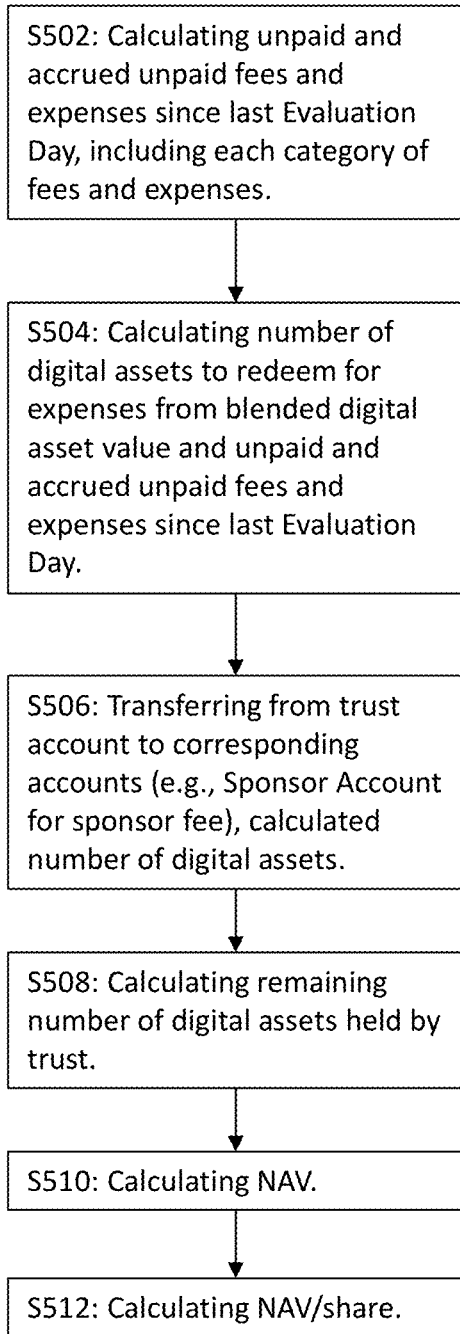 S502: Calculating unpaid and
accrued unpaid fees and
expenses since last Evaluation
Day, including each category of
fees and expenses.
S504: Calculating number of
digital assets to redeem for
expenses from blended digital
asset value and unpaid and
accrued unpaid fees and
expenses since last Evaluation
Day.
S506: Transferring from trust
account to corresponding
accounts (e.g., Sponsor Account
for sponsor fee), calculated
number of digital assets.
S508: Calculating remaining
number of digital assets held by
trust.
S510: Calculating NAV.
S512: Calculating NAV/share.